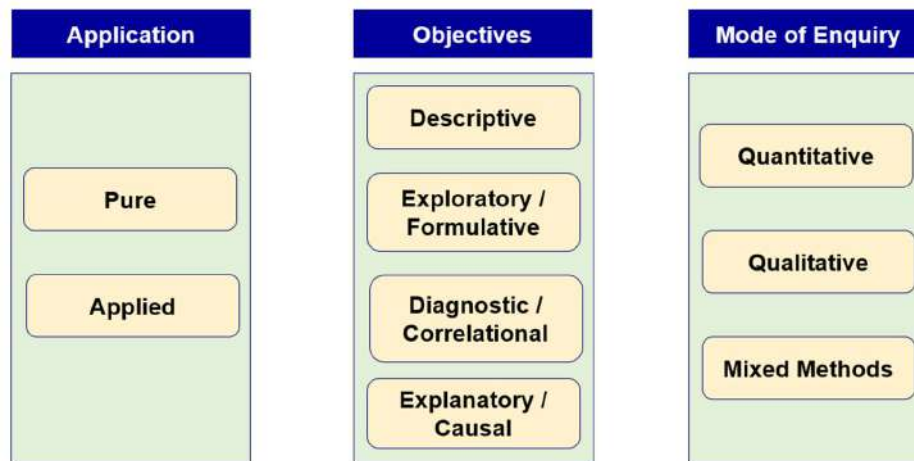 Application
Pure
Applied
Objectives
Descriptive
Exploratory /
Formulative
Diagnostic /
Correlational
Explanatory /
Causal
Mode of Enquiry
Quantitative
Qualitative
Mixed Methods